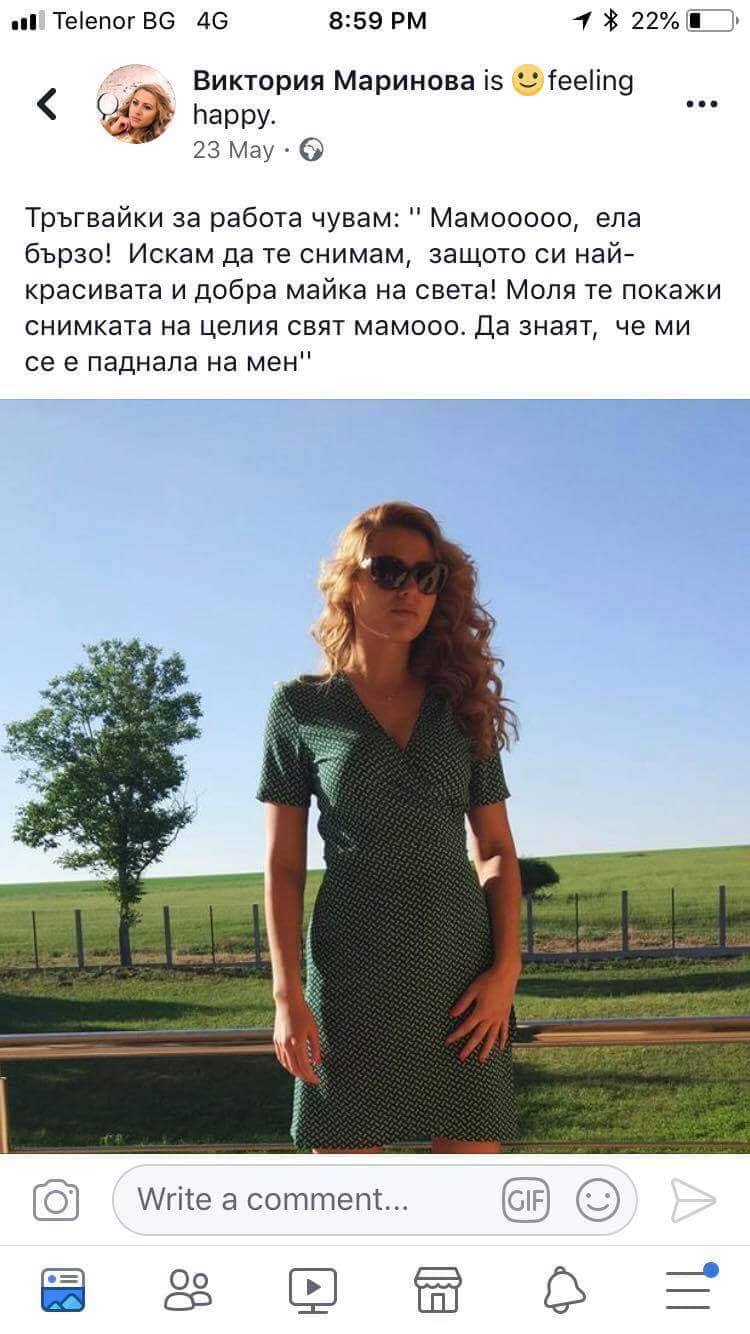 Telenor BG 4G 8:59 PM 22%
Виктория Маринова is feeling
happy.
23 May ·
Тръгвайки за работа чувам: '' Мамооооо, ела
бързо! Искам да те снимам, защото си най-
красивата и добра майка на света! Моля те покажи
снимката на целия свят мамооо. Да знаят, че ми
се е паднала на мен''
Write a comment...
GIF